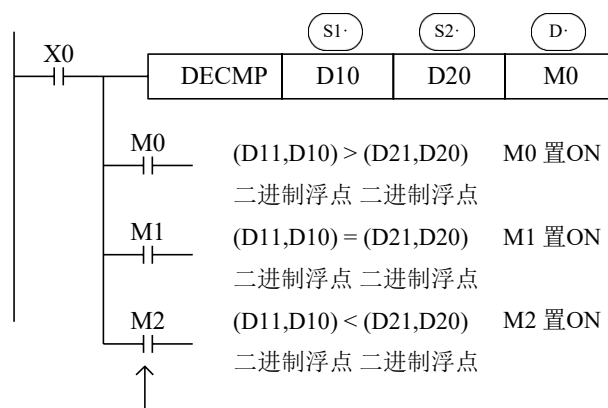 S1· S2· D·
X0
DECMP D10 D20 M0
M0 (D11,D10) > (D21,D20) M0 置ON
二进制浮点 二进制浮点
M1 (D11,D10) = (D21,D20) M1 置ON
二进制浮点 二进制浮点
M2 (D11,D10) < (D21,D20) M2 置ON
二进制浮点 二进制浮点